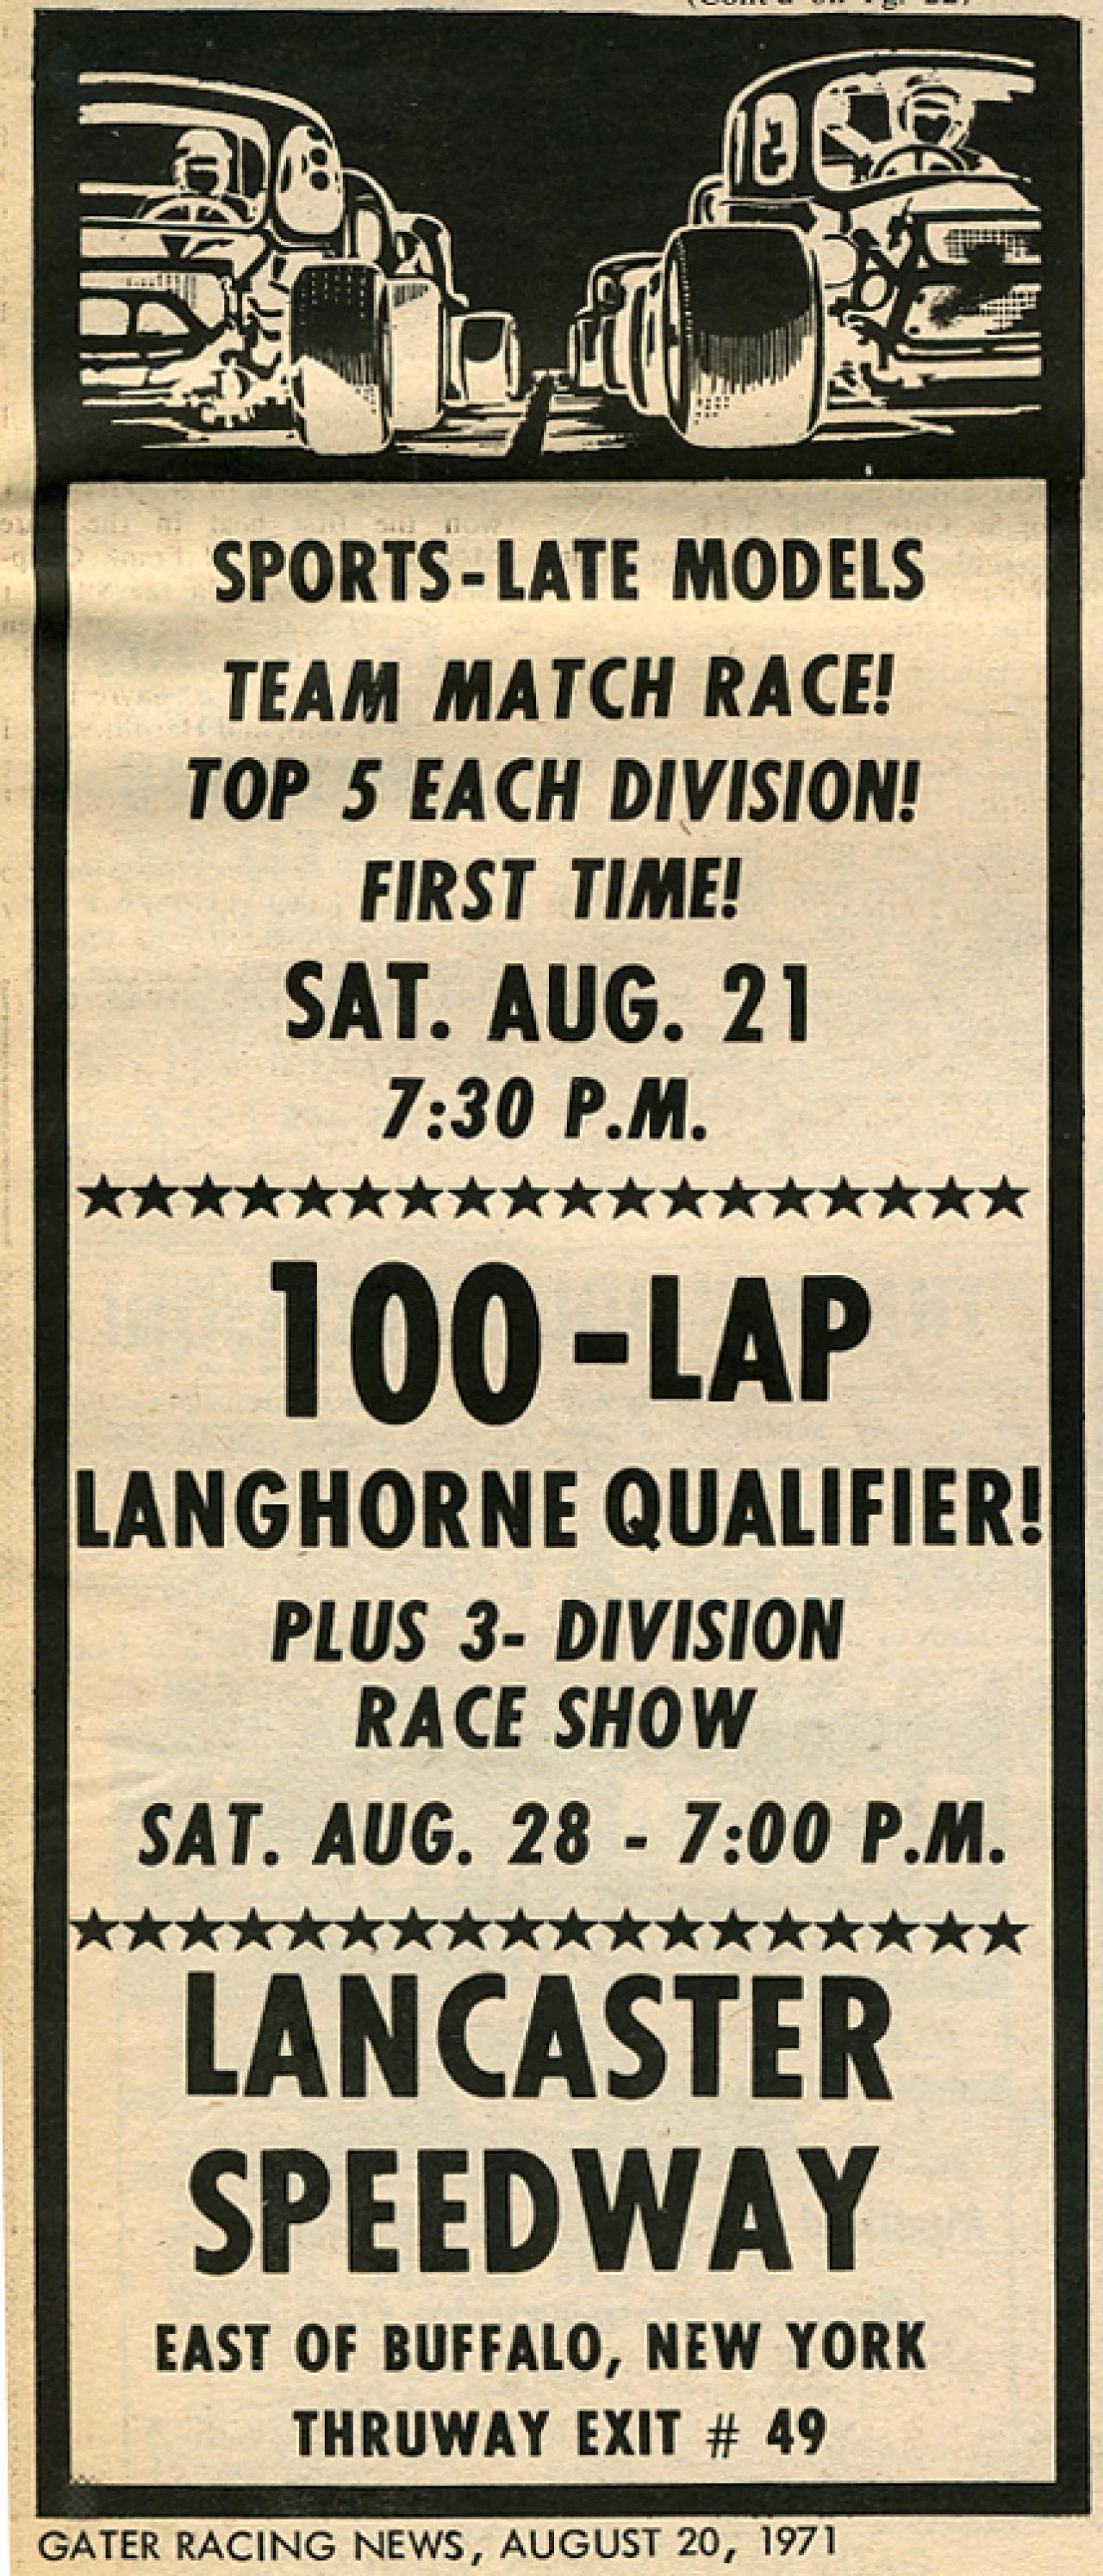 SPORTS-LATE MODELS
TEAM MATCH RACE!
TOP 5 EACH DIVISION!
FIRST TIME!
SAT. AUG. 21
7:30 P.M.
100-LAP
LANGHORNE QUALIFIER!
PLUS 3- DIVISION
RACE SHOW
SAT. AUG. 28 - 7:00 P.M.
LANCASTER
SPEEDWAY
EAST OF BUFFALO, NEW YORK
THRUWAY EXIT # 49
GATER RACING NEWS, AUGUST 20, 1971